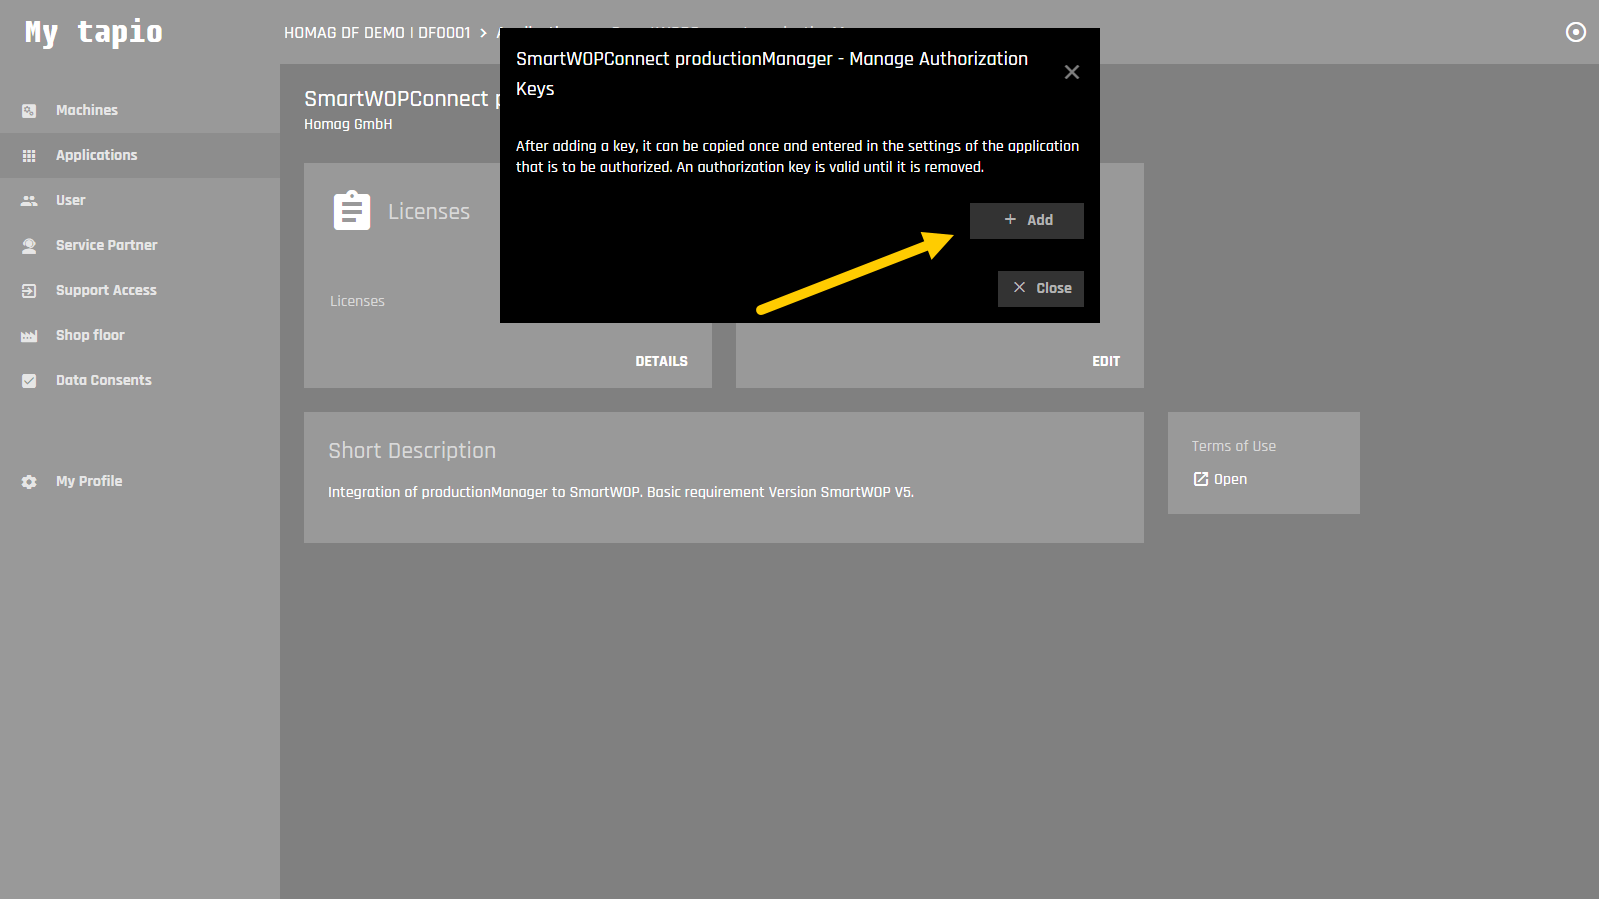 My tapio
HOMAG DF DEMO | DF0001 >
Machines
Applications
User
Service Partner
Support Access
Shop floor
Data Consents
My Profile
SmartWOPConnect
Homag GmbH
Licenses
Licenses
DETAILS
EDIT
SmartWOPConnect productionManager - Manage Authorization
Keys
After adding a key, it can be copied once and entered in the settings of the application
that is to be authorized. An authorization key is valid until it is removed.
+ Add
Close
Short Description
Integration of productionManager to SmartWOP. Basic requirement Version SmartWOP V5.
Terms of Use
Open